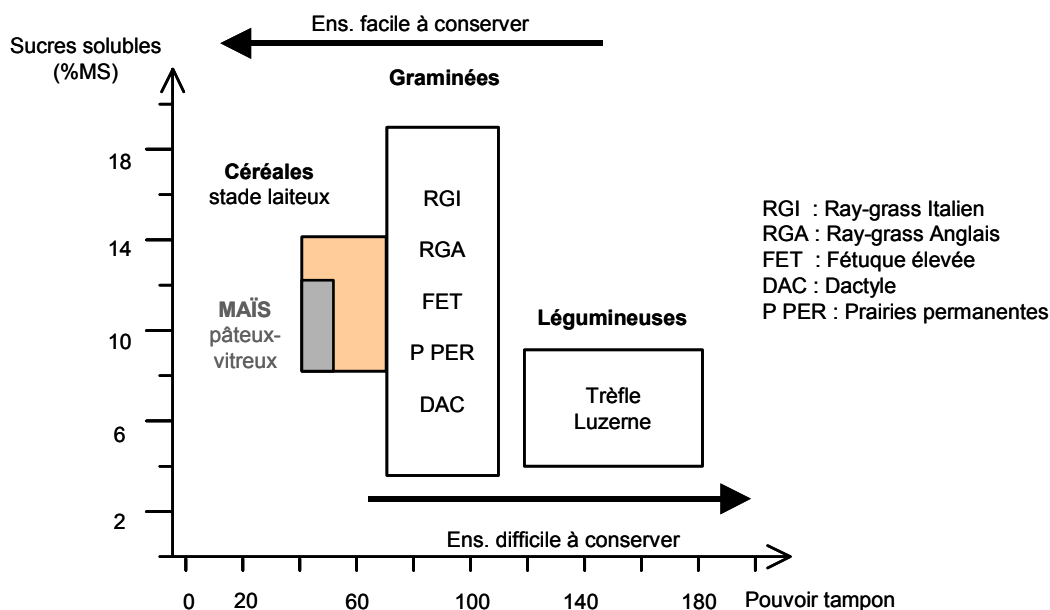 Ens. facile à conserver
Sucres solubles
(%MS)
Graminées
18
Céréales
stade laiteux
RGI
RGI : Ray-grass Italien
RGA : Ray-grass Anglais
FET : Fétuque élevée
DAC : Dactyle
P PER : Prairies permanentes
14
RGA
MAÏS
pâteux-
vitreux
FET
Légumineuses
10
P PER
DAC
Trèfle
Luzerne
6
2
Ens. difficile à conserver
0 20 60 100 140 180 Pouvoir tampon